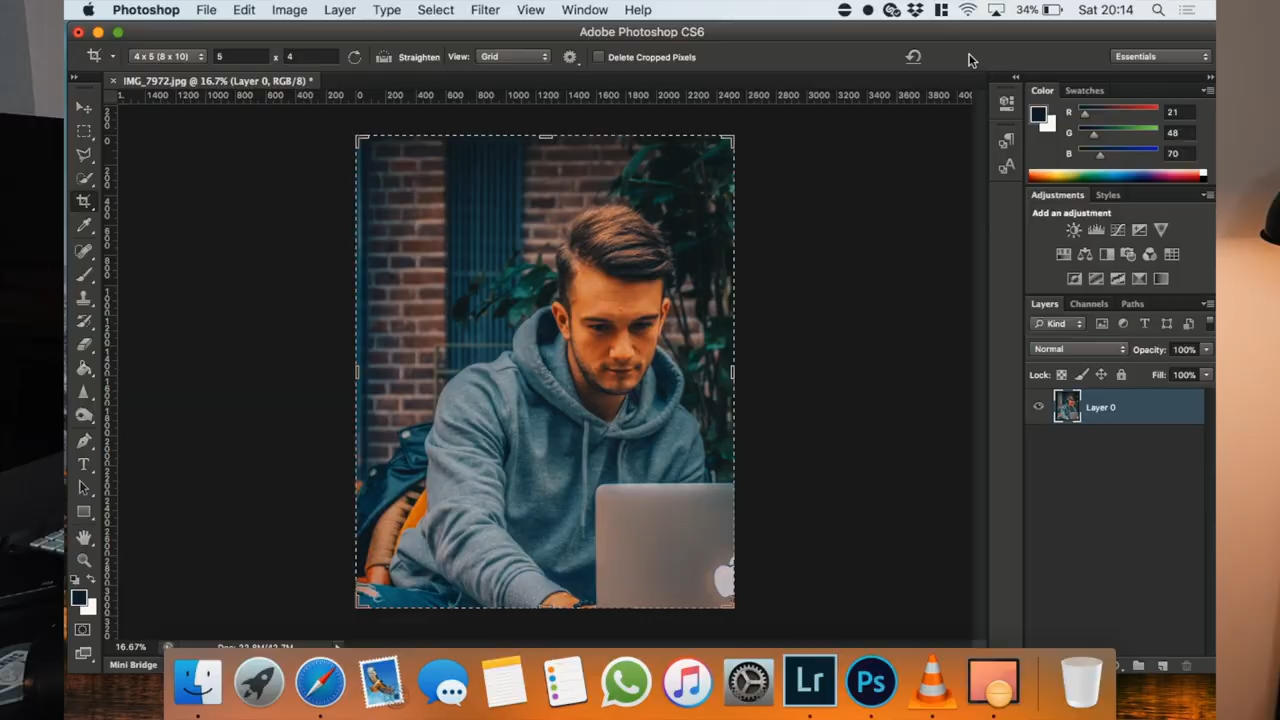 Photoshop File Edit Image Layer Type Select Filter View Window Help 34% Sat 20:14
Adobe Photoshop CS6
4 x 5 (8 x 10) 5 x 4 Straighten View: Grid Delete Cropped Pixels Essentials
× IMG_7972.jpg @ 16.7% (Layer 0, RGB/8) *
1400 1200 1000 800 600 400 200 0 200 400 600 800 1000 1200 1400 1600 1800 2000 2200 2400 2600 2800 3000 3200 3400 3600 3800
Color Swatches
R 21
G 48
B 70
Adjustments Styles
Add an adjustment
Layers Channels Paths
Kind
Normal Opacity: 100%
Lock: Fill: 100%
Layer 0
16.67%
Mini Bridge
Lr Ps